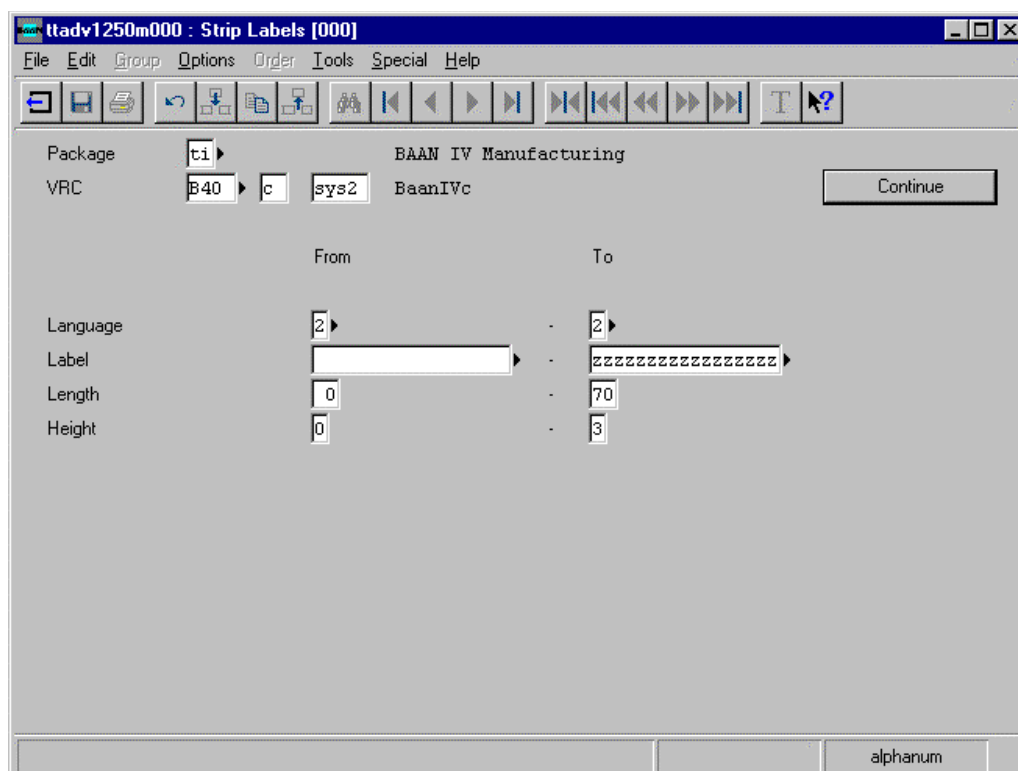 BaaN ttadv1250m000 : Strip Labels [000]
File Edit Group Options Order Tools Special Help
T ?
Package ti BAAN IV Manufacturing
VRC B40 c sys2 BaanIVc Continue
From To
Language 2 - 2
Label - zzzzzzzzzzzzzzzzz
Length 0 - 70
Height 0 - 3
alphanum